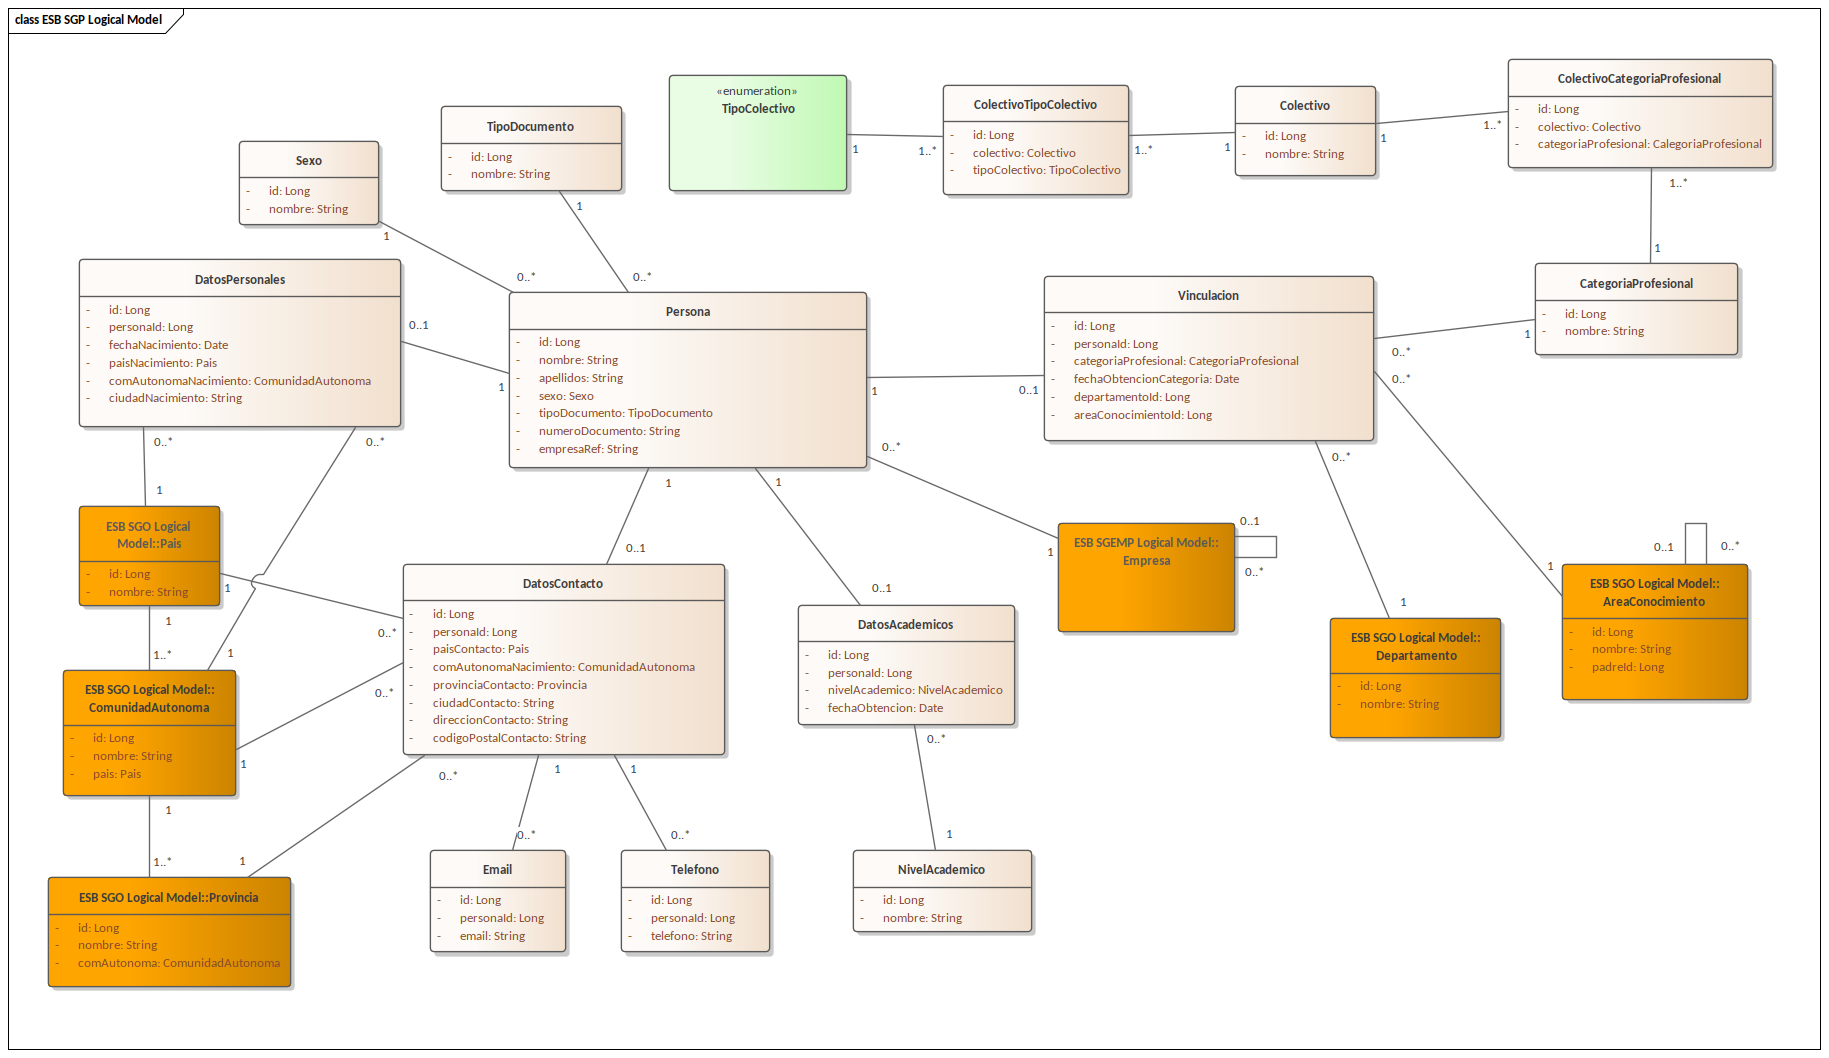 class ESB SGP Logical Model
«enumeration»
TipoColectivo
1
1..*
ColectivoTipoColectivo
- id: Long
- colectivo: Colectivo
- tipoColectivo: TipoColectivo
1..*
1
Colectivo
- id: Long
- nombre: String
1
1..*
ColectivoCategoriaProfesional
- id: Long
- colectivo: Colectivo
- categoriaProfesional: CalegoriaProfesional
1..*
1
TipoDocumento
- id: Long
- nombre: String
1
0..*
Sexo
- id: Long
- nombre: String
1
0..*
DatosPersonales
- id: Long
- personaId: Long
- fechaNacimiento: Date
- paisNacimiento: Pais
- comAutonomaNacimiento: ComunidadAutonoma
- ciudadNacimiento: String
0..1
1
0..*
1
0..*
1
Persona
- id: Long
- nombre: String
- apellidos: String
- sexo: Sexo
- tipoDocumento: TipoDocumento
- numeroDocumento: String
- empresaRef: String
1
0..1
0..*
1
1
0..1
1
0..1
Vinculacion
- id: Long
- personaId: Long
- categoriaProfesional: CategoriaProfesional
- fechaObtencionCategoria: Date
- departamentoId: Long
- areaConocimientoId: Long
0..*
1
0..*
1
0..*
1
CategoriaProfesional
- id: Long
- nombre: String
ESB SGO Logical
Model::Pais
- id: Long
- nombre: String
1
0..*
1
1..*
ESB SGO Logical Model::
ComunidadAutonoma
- id: Long
- nombre: String
- pais: Pais
0..*
1
1
1..*
ESB SGO Logical Model::Provincia
- id: Long
- nombre: String
- comAutonoma: ComunidadAutonoma
1
0..*
DatosContacto
- id: Long
- personaId: Long
- paisContacto: Pais
- comAutonomaNacimiento: ComunidadAutonoma
- provinciaContacto: Provincia
- ciudadContacto: String
- direccionContacto: String
- codigoPostalContacto: String
1
0..*
1
0..*
Email
- id: Long
- personaId: Long
- email: String
Telefono
- id: Long
- personaId: Long
- telefono: String
DatosAcademicos
- id: Long
- personaId: Long
- nivelAcademico: NivelAcademico
- fechaObtencion: Date
0..*
1
NivelAcademico
- id: Long
- nombre: String
ESB SGEMP Logical Model::
Empresa
0..1
0..*
ESB SGO Logical Model::
Departamento
- id: Long
- nombre: String
0..1
0..*
ESB SGO Logical Model::
AreaConocimiento
- id: Long
- nombre: String
- padreId: Long